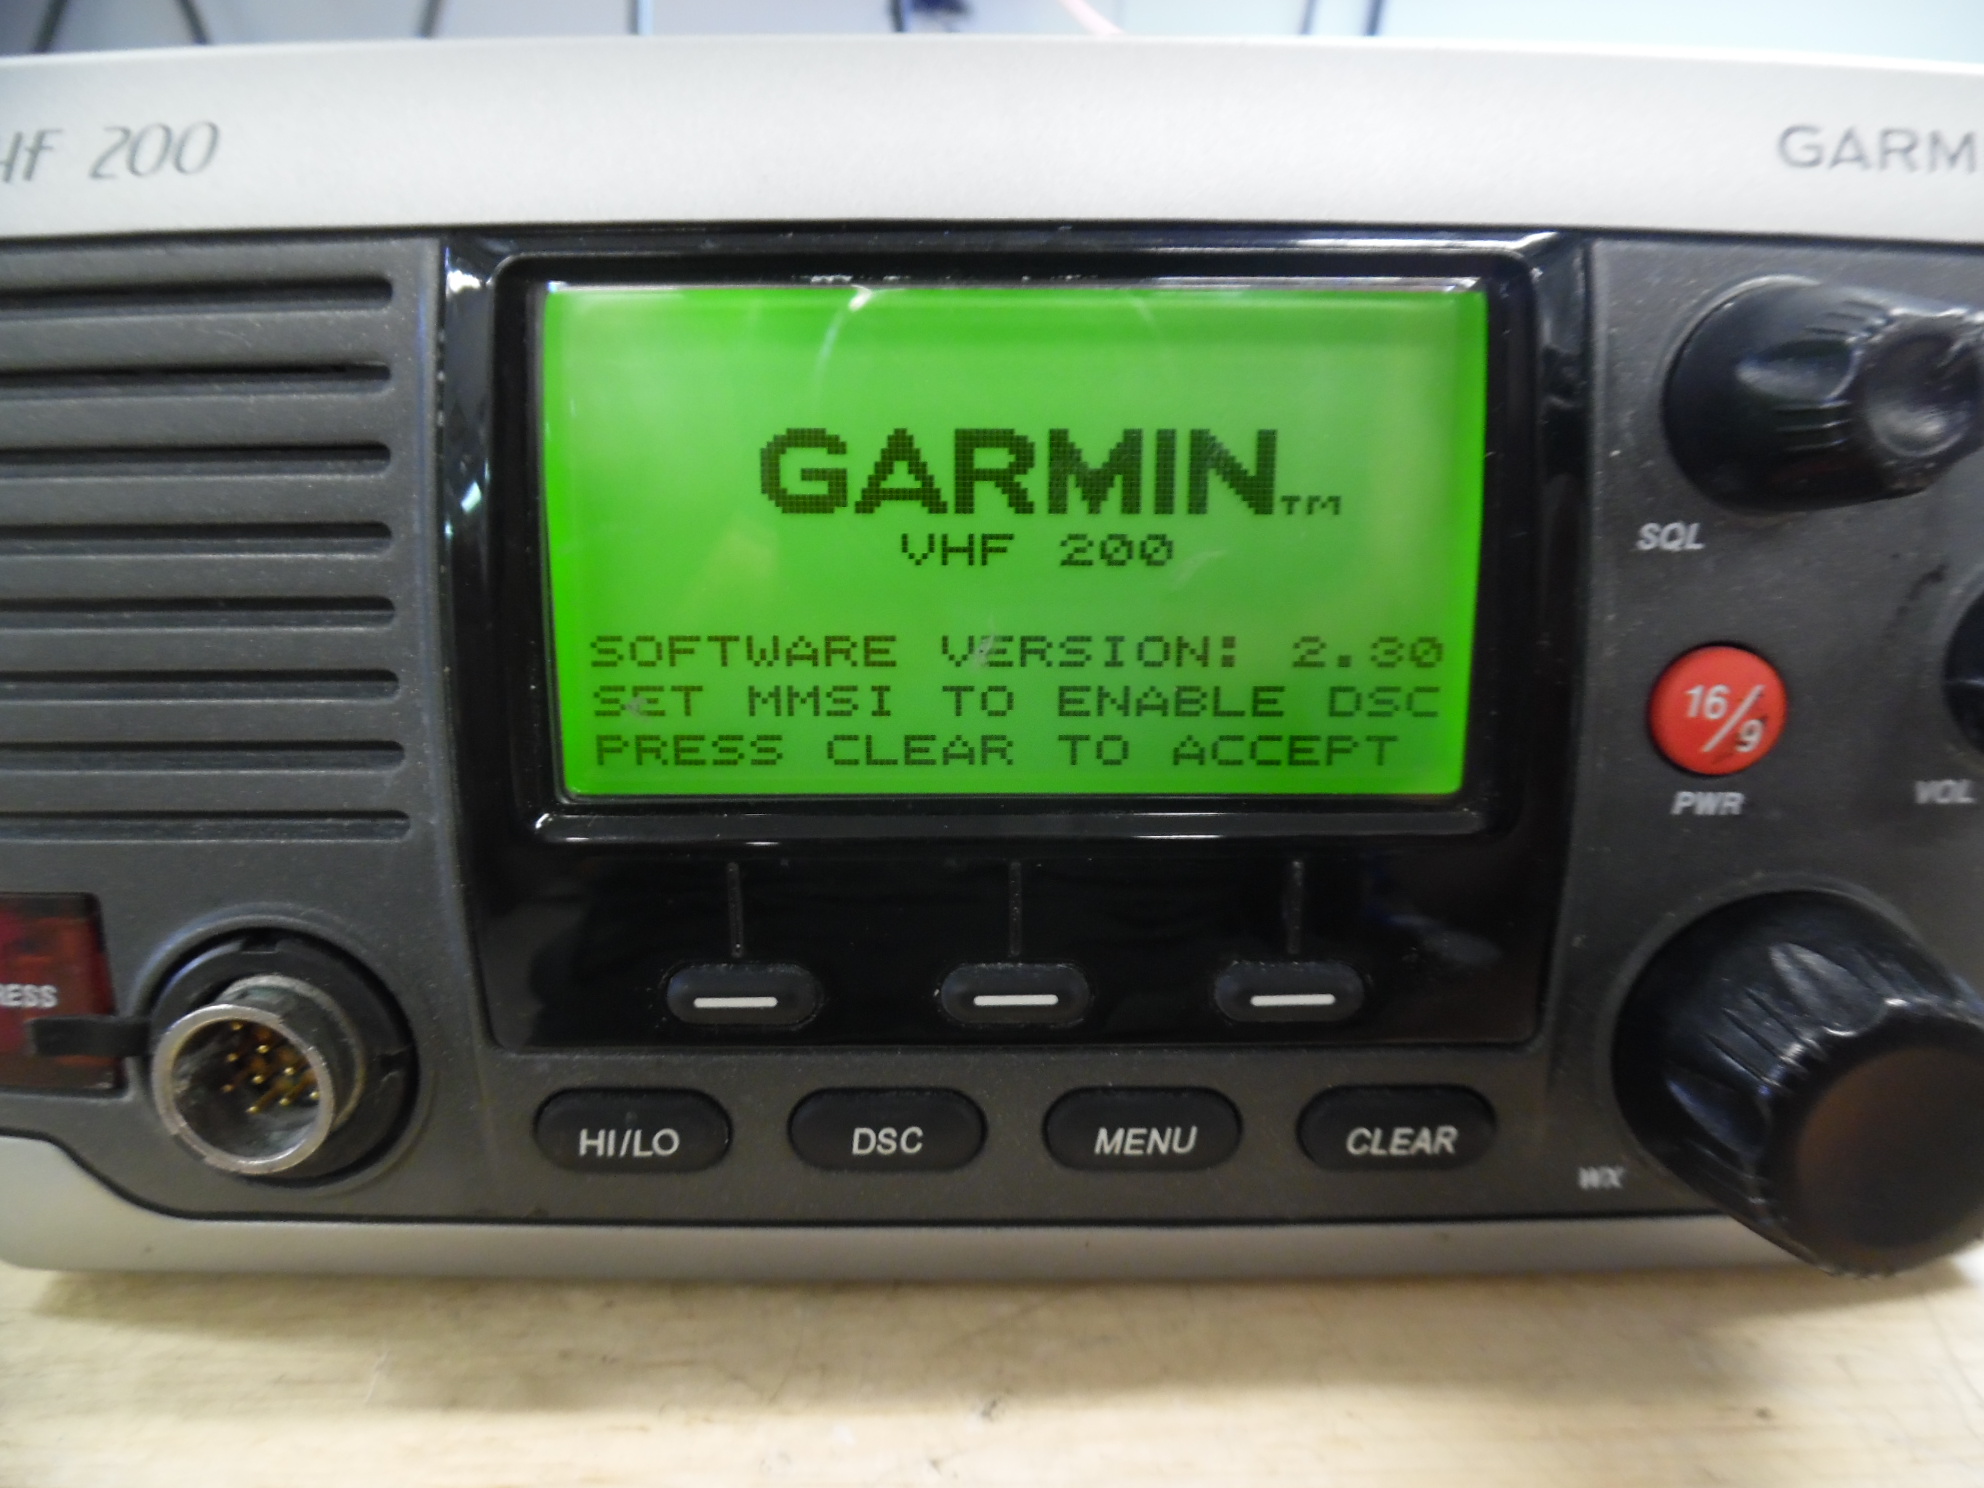 HF 200
GARM
GARMIN™
VHF 200
SOFTWARE VERSION: 2.30
SET MMSI TO ENABLE DSC
PRESS CLEAR TO ACCEPT
SQL
16/9
PWR
VOL
RESS
HI/LO
DSC
MENU
CLEAR
WX